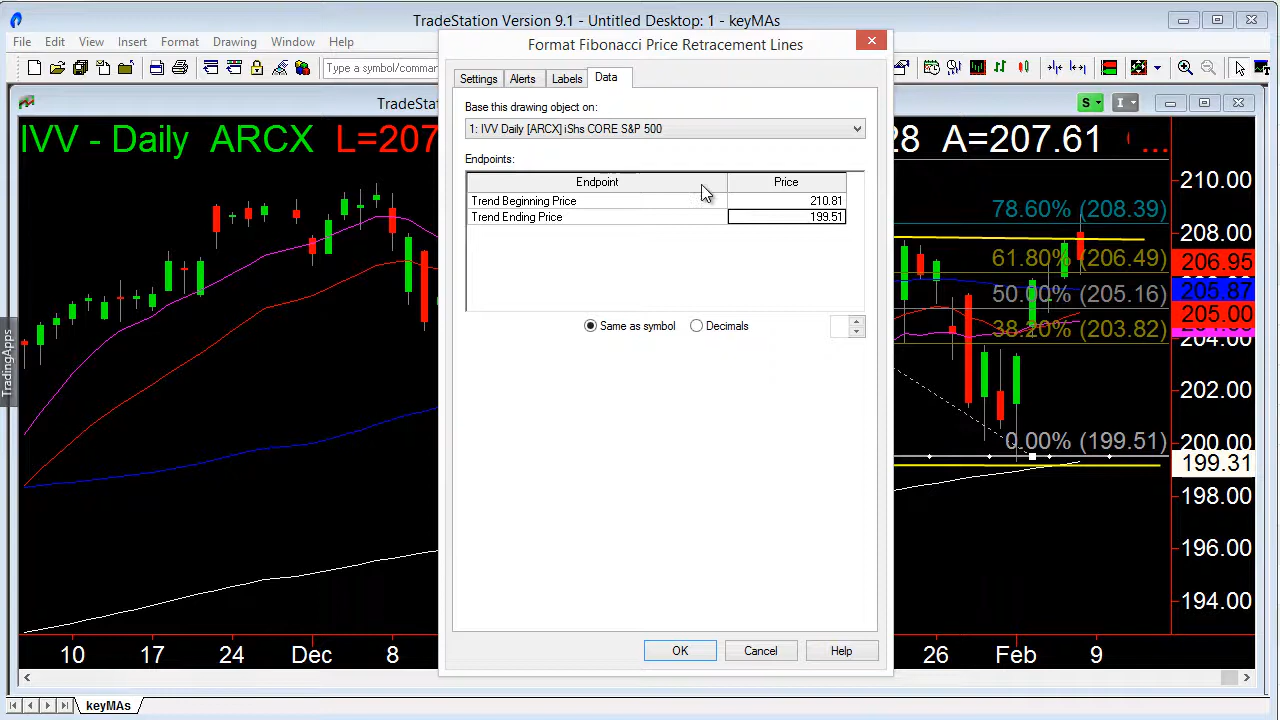 TradeStation Version 9.1 - Untitled Desktop: 1 - keyMAs
File Edit View Insert Format Drawing Window Help
Type a symbol/command
TradeSta
S I
IVV - Daily ARCX L=207
28 A=207.61 ...
TradingApps
Format Fibonacci Price Retracement Lines
Settings Alerts Labels Data
Base this drawing object on:
1: IVV Daily [ARCX] iShs CORE S&P 500
Endpoints:
Endpoint Price
Trend Beginning Price 210.81
Trend Ending Price 199.51
Same as symbol Decimals
OK Cancel Help
78.60% (208.39)
61.80% (206.49)
50.00% (205.16)
38.20% (203.82)
0.00% (199.51)
210.00
208.00
206.95
205.87
205.00
204.00
202.00
200.00
199.31
198.00
196.00
194.00
10 17 24 Dec 8 26 Feb 9
keyMAs